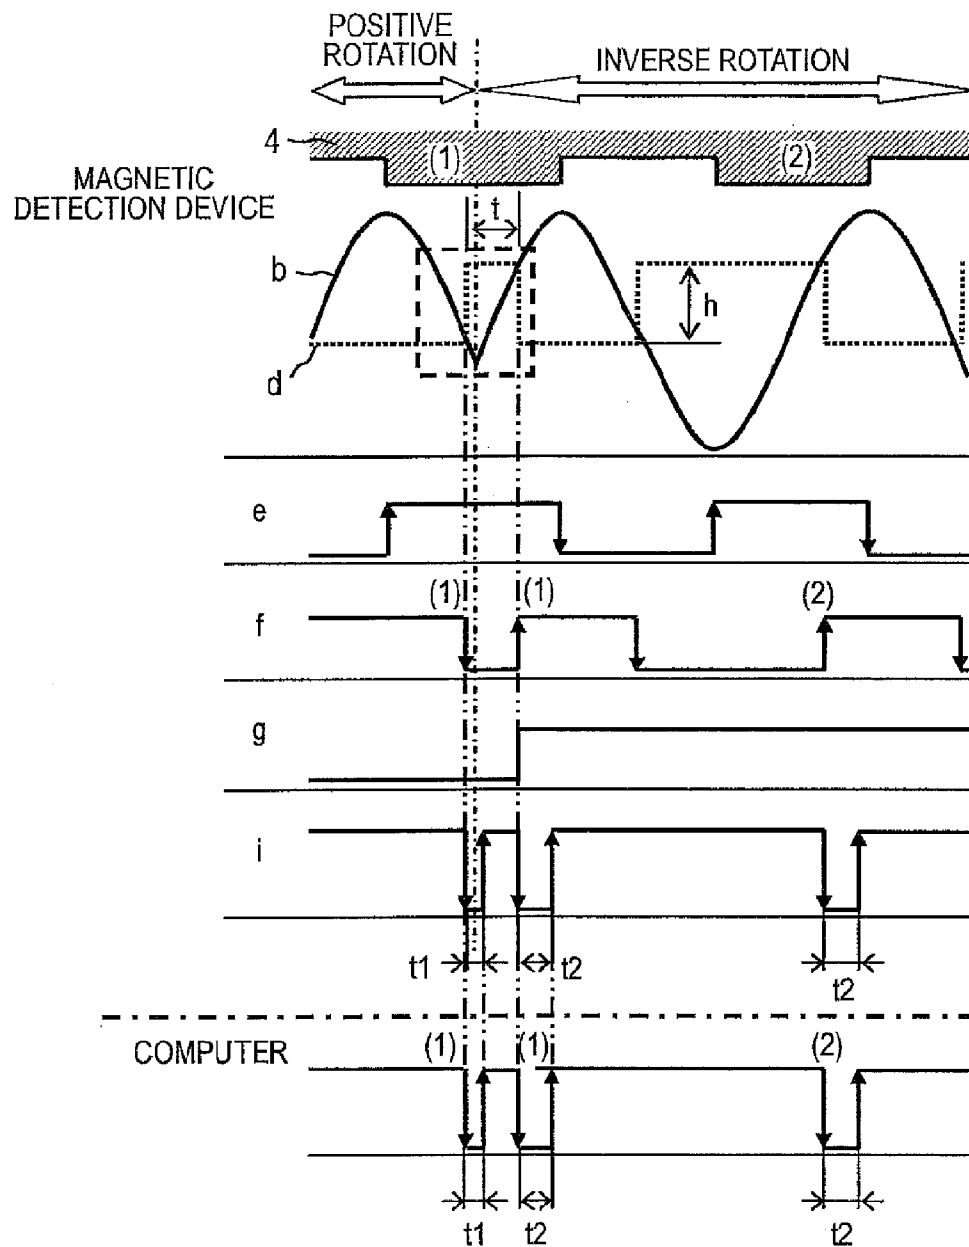 POSITIVE
ROTATION
INVERSE ROTATION
4
(1)
(2)
MAGNETIC
DETECTION DEVICE
t
b
h
d
e
(1)
(1)
(2)
f
g
i
t1
t2
t2
COMPUTER
(1)
(1)
(2)
t1
t2
t2